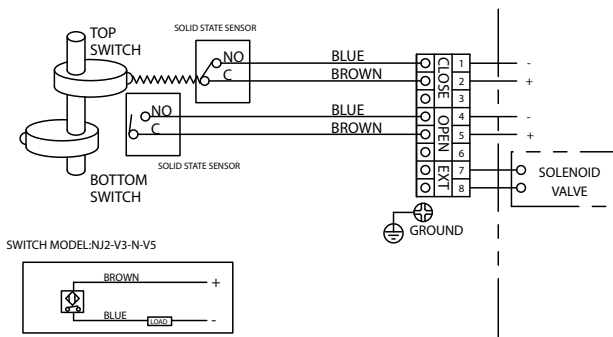 SOLID STATE SENSOR
TOP
SWITCH
NO
C
BLUE
BROWN
CLOSE
1
2
3
-
+
NO
C
BLUE
BROWN
OPEN
4
5
6
-
+
EXT
7
8
SOLENOID
VALVE
SOLID STATE SENSOR
BOTTOM
SWITCH
GROUND
SWITCH MODEL:NJ2-V3-N-V5
BROWN
+
BLUE
LOAD
-